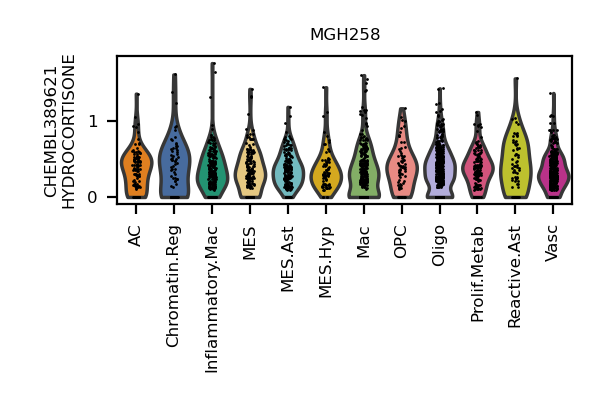 MGH258
CHEMBL389621
HYDROCORTISONE
1
0
AC
Chromatin.Reg
Inflammatory.Mac
MES
MES.Ast
MES.Hyp
Mac
OPC
Oligo
Prolif.Metab
Reactive.Ast
Vasc